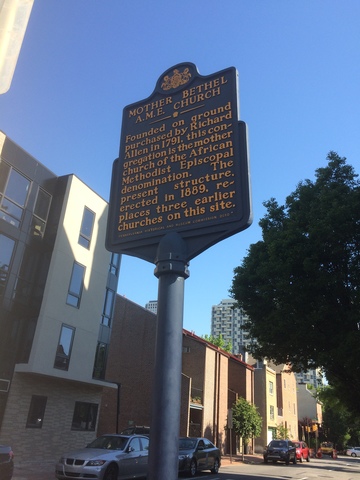 MOTHER BETHEL
A.M.E. CHURCH
Founded on ground
purchased by Richard
Allen in 1791, this con-
gregation is the mother
church of the African
Methodist Episcopal
denomination. The
present structure,
erected in 1889, re-
places three earlier
churches on this site.